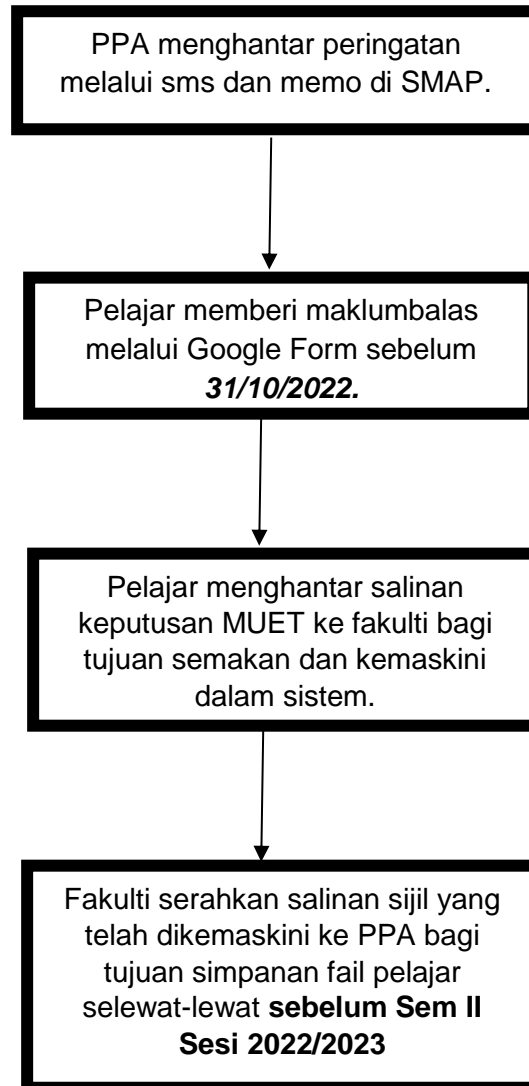 PPA menghantar peringatan
melalui sms dan memo di SMAP.
Pelajar memberi maklumbalas
melalui Google Form sebelum
31/10/2022.
Pelajar menghantar salinan
keputusan MUET ke fakulti bagi
tujuan semakan dan kemaskini
dalam sistem.
Fakulti serahkan salinan sijil yang
telah dikemaskini ke PPA bagi
tujuan simpanan fail pelajar
selewat-lewat sebelum Sem II
Sesi 2022/2023